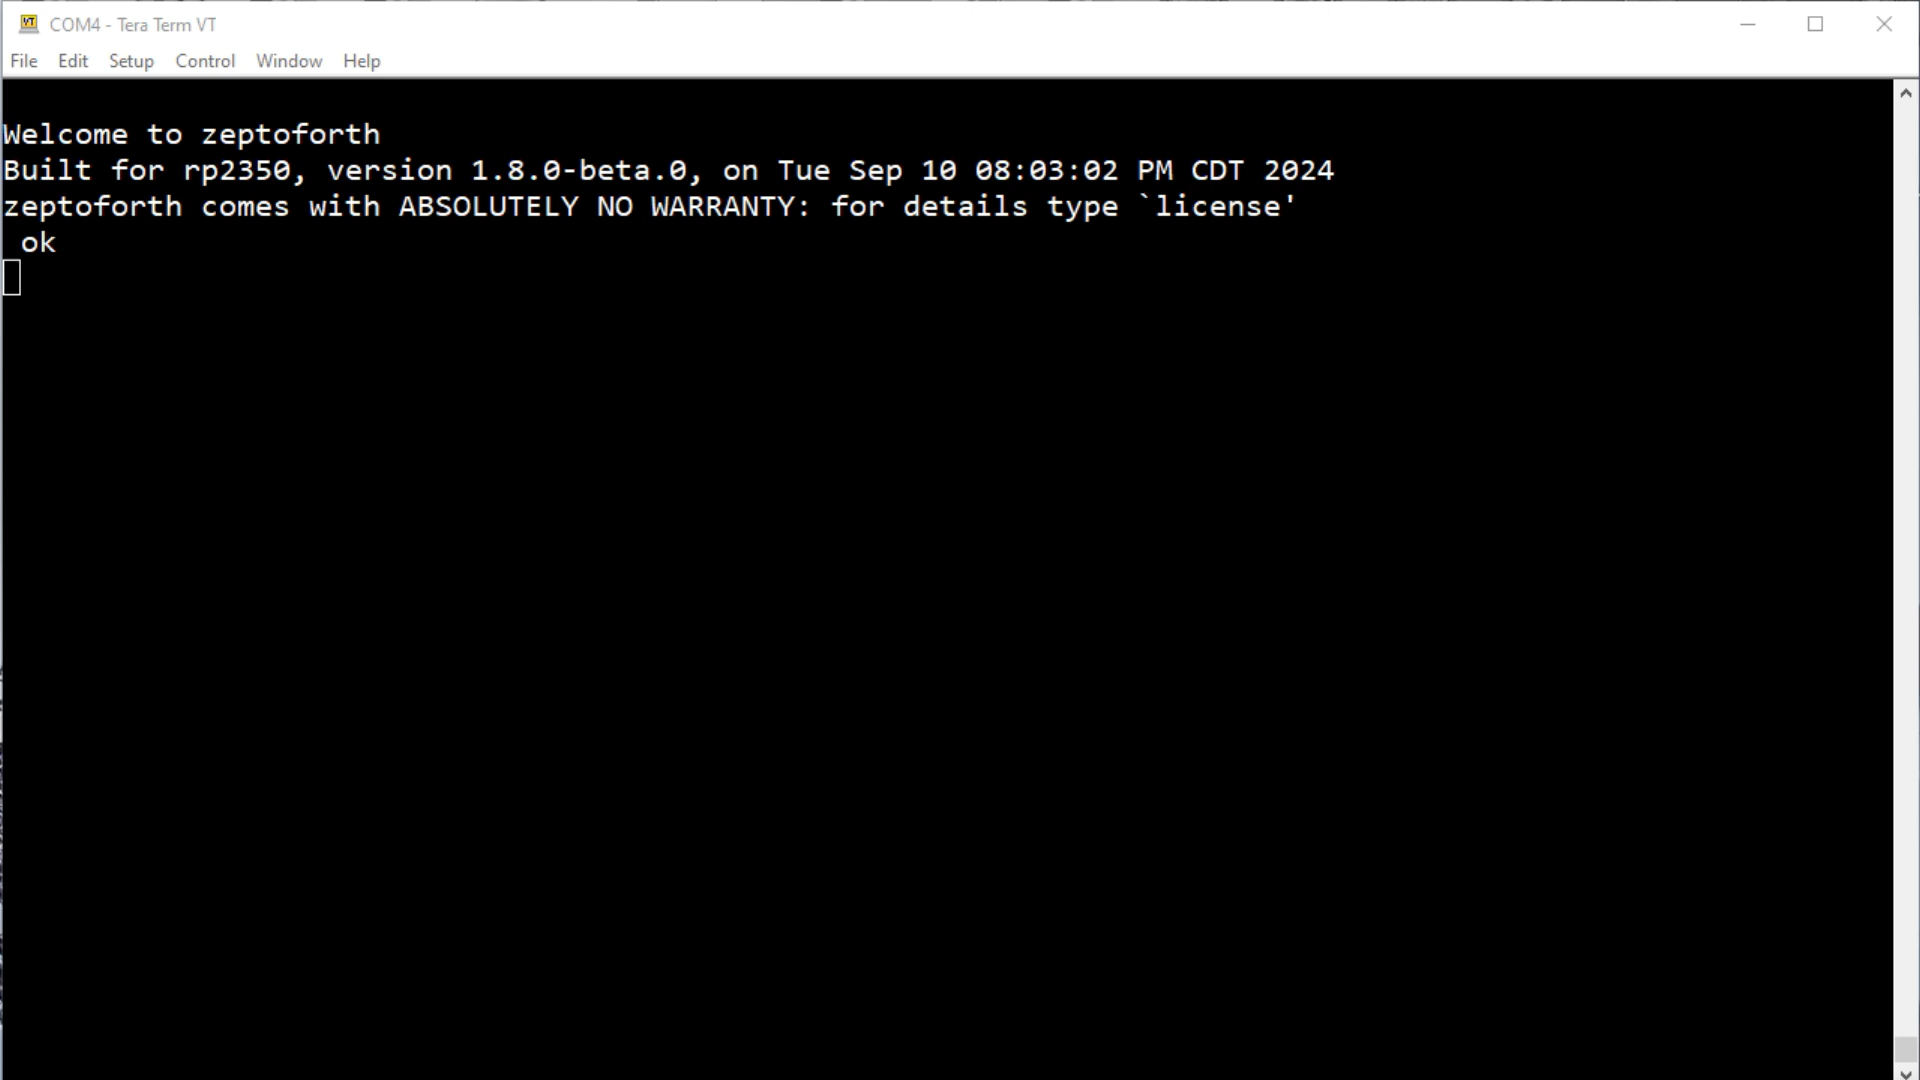 COM4 - Tera Term VT
File Edit Setup Control Window Help
Welcome to zeptoforth
Built for rp2350, version 1.8.0-beta.0, on Tue Sep 10 08:03:02 PM CDT 2024
zeptoforth comes with ABSOLUTELY NO WARRANTY: for details type `license'
ok